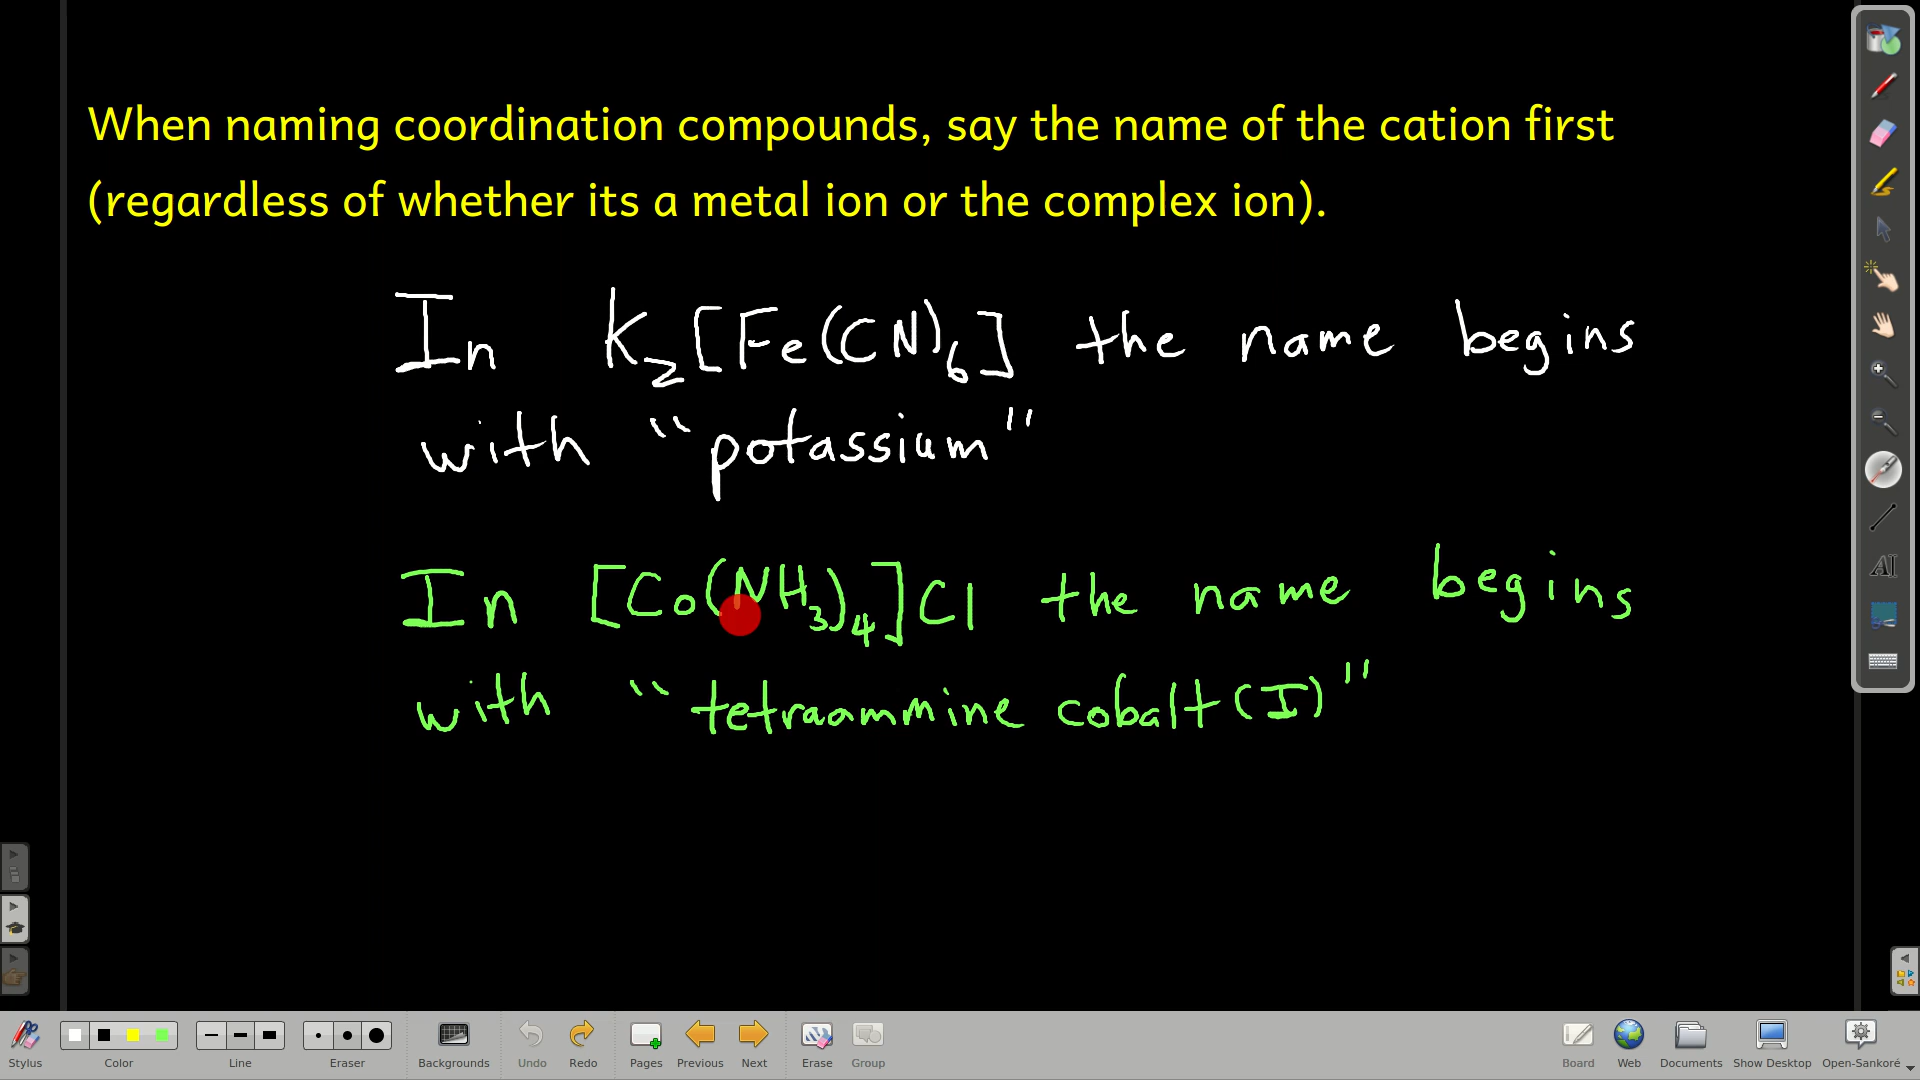 When naming coordination compounds, say the name of the cation first
(regardless of whether its a metal ion or the complex ion).
In K₂[Fe(CN)₆] the name begins
with "potassium"
In [Co(NH₃)₄]Cl the name begins
with "tetraammine cobalt(I)"
Stylus
Color
Line
Eraser
Backgrounds
Undo
Redo
Pages
Previous
Next
Erase
Group
Board
Web
Documents
Show Desktop
Open-Sankoré
AI